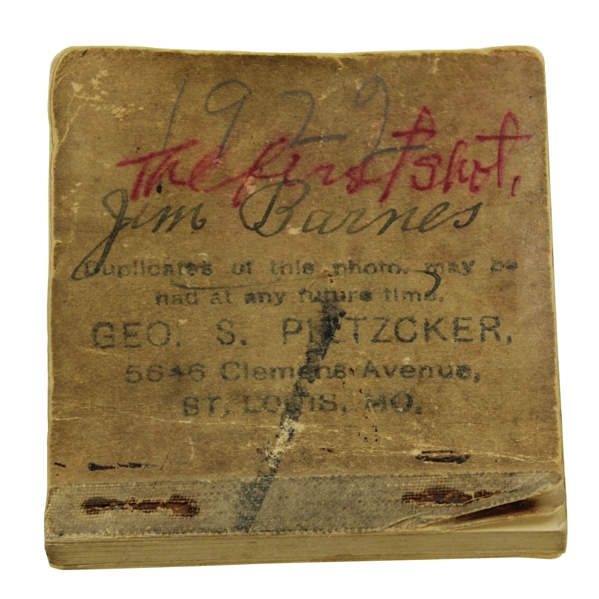 1922
The first shot,
Jim Barnes
Duplicates of this photo. may be
had at any future time.
GEO. S. PIETZCKER,
5646 Clemens Avenue,
ST. LOUIS, MO.